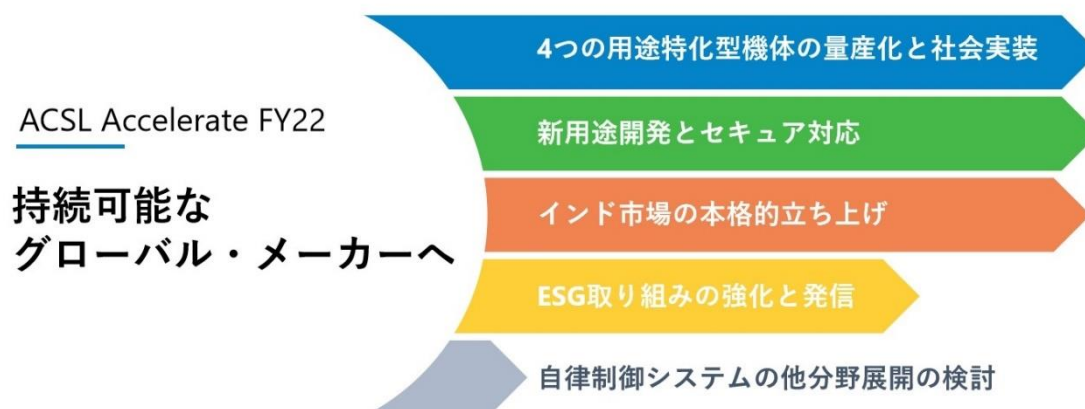 ACSL Accelerate FY22
持続可能な
グローバル・メーカーへ
4つの用途特化型機体の量産化と社会実装
新用途開発とセキュア対応
インド市場の本格的立ち上げ
ESG取り組みの強化と発信
自律制御システムの他分野展開の検討